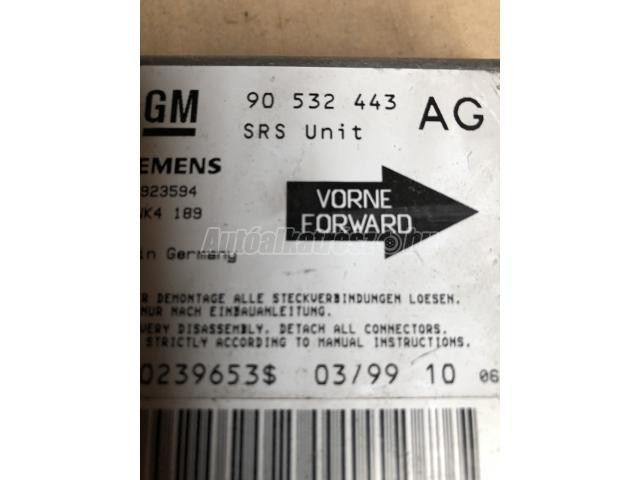 GM 90 532 443 AG
SRS Unit
EMENS
923594
K4 189
VORNE
FORWARD
in Germany
R DEMONTAGE ALLE STECKVERBINDUNGEN LOESEN.
NUR NACH EINBAUANLEITUNG.
VERY DISASSEMBLY, DETACH ALL CONNECTORS.
STRICTLY ACCORDING TO MANUAL INSTRUCTIONS.
0239653$ 03/99 10 06